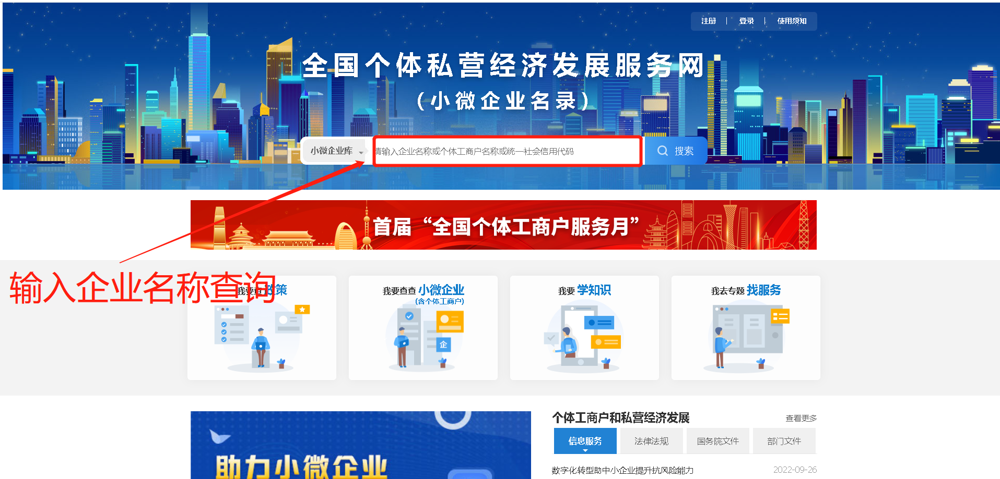 注册 | 登录 | 使用须知
全国个体私营经济发展服务网
(小微企业名录)
小微企业库
请输入企业名称或个体工商户名称或统一社会信用代码
搜索
首届“全国个体工商户服务月”
输入企业名称查询
我要查 政策
我要查查 小微企业
(含个体工商户)
企
我要 学知识
我去专题 找服务
助力小微企业
个体工商户和私营经济发展
查看更多
信息服务 法律法规 国务院文件 部门文件
数字化转型助中小企业提升抗风险能力 2022-09-26